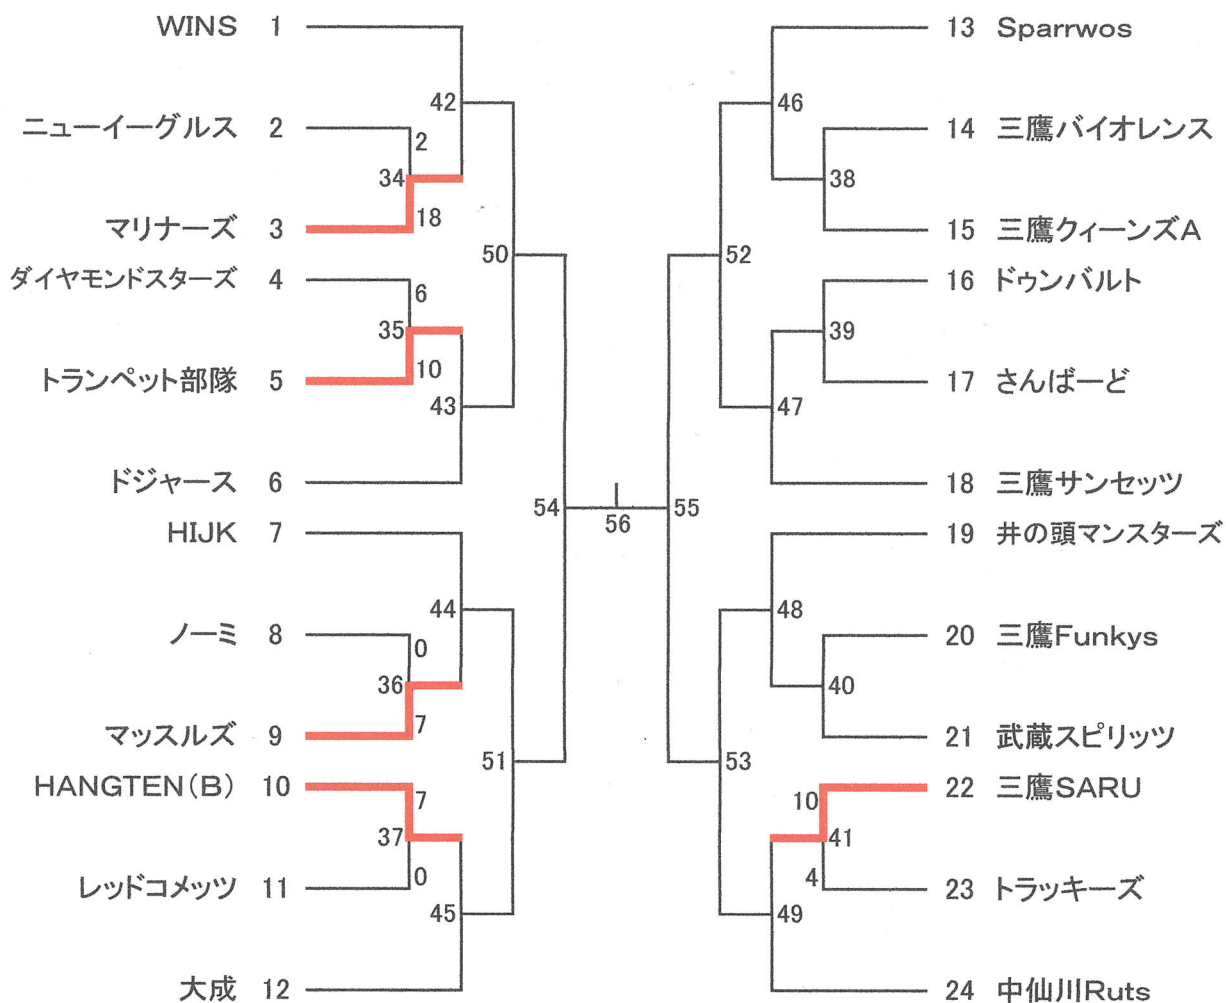 WINS 1
42
ニューイーグルス 2
2
34
マリナーズ 3
18
ダイヤモンドスターズ 4
6
50
35
トランペット部隊 5
10
43
ドジャース 6
54
HIJK 7
44
ノーミ 8
0
36
マッスルズ 9
7
51
HANGTEN(B) 10
7
37
レッドコメッツ 11
0
45
大成 12
56
13 Sparrwos
46
14 三鷹バイオレンス
38
15 三鷹クィーンズA
52
16 ドゥンバルト
39
17 さんばーど
47
18 三鷹サンセッツ
55
19 井の頭マンスターズ
48
20 三鷹Funkys
40
21 武蔵スピリッツ
53
22 三鷹SARU
10
41
23 トラッキーズ
4
49
24 中仙川Ruts